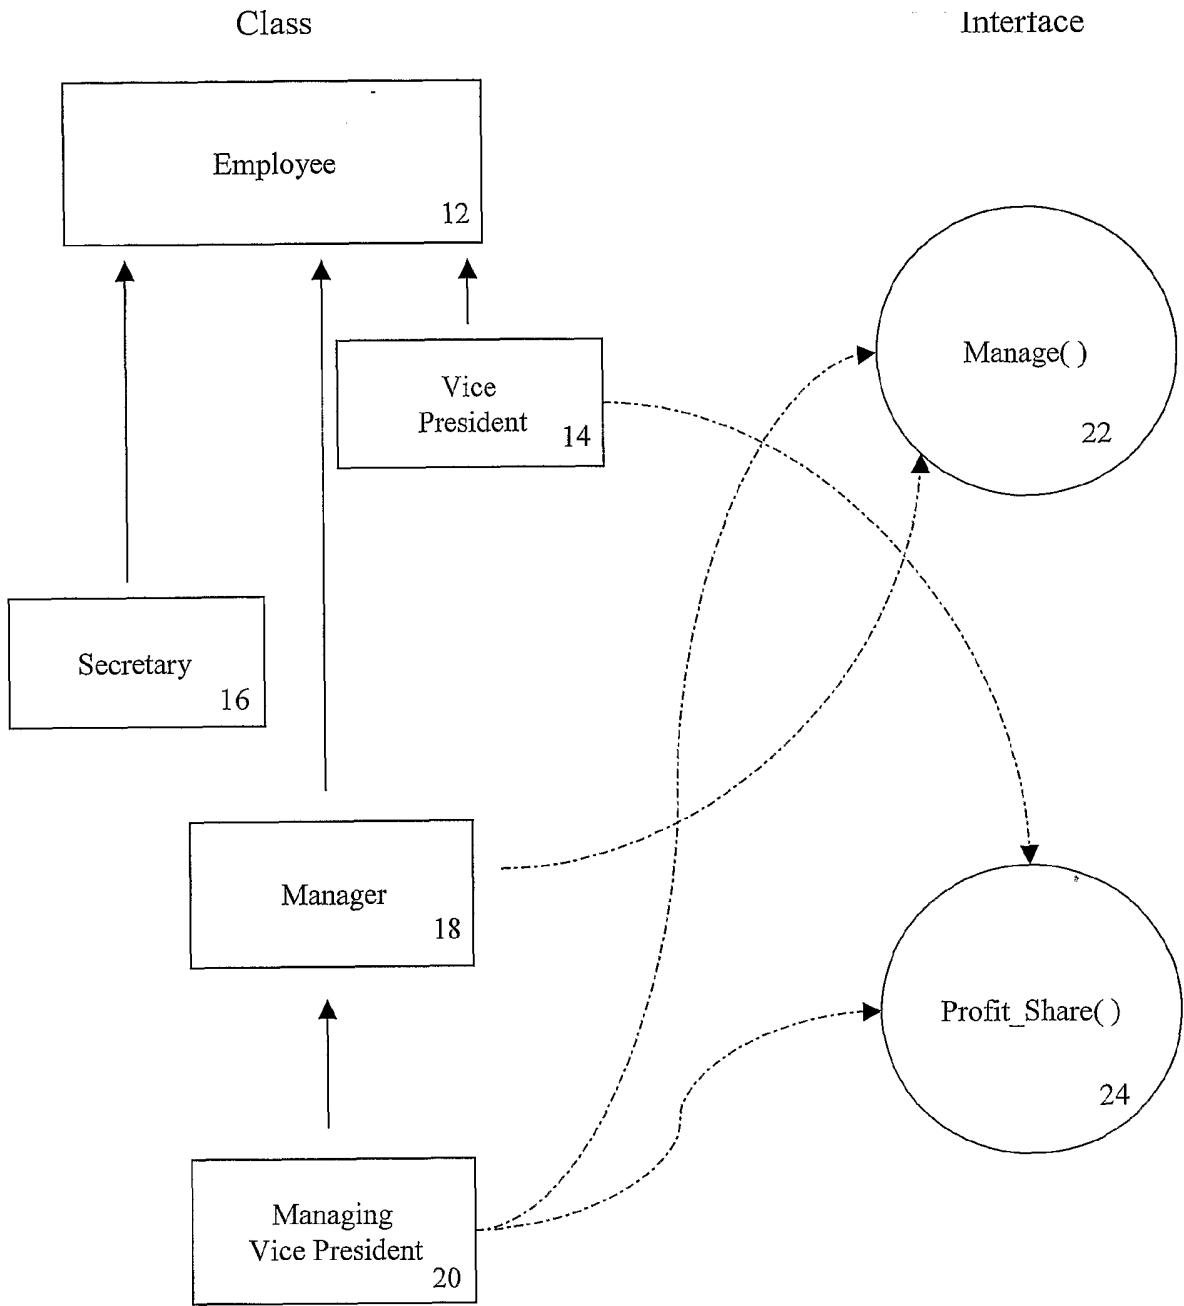 Class
Interface
Employee
12
Vice
President
14
Manage( )
22
Secretary
16
Manager
18
Profit_Share( )
24
Managing
Vice President
20